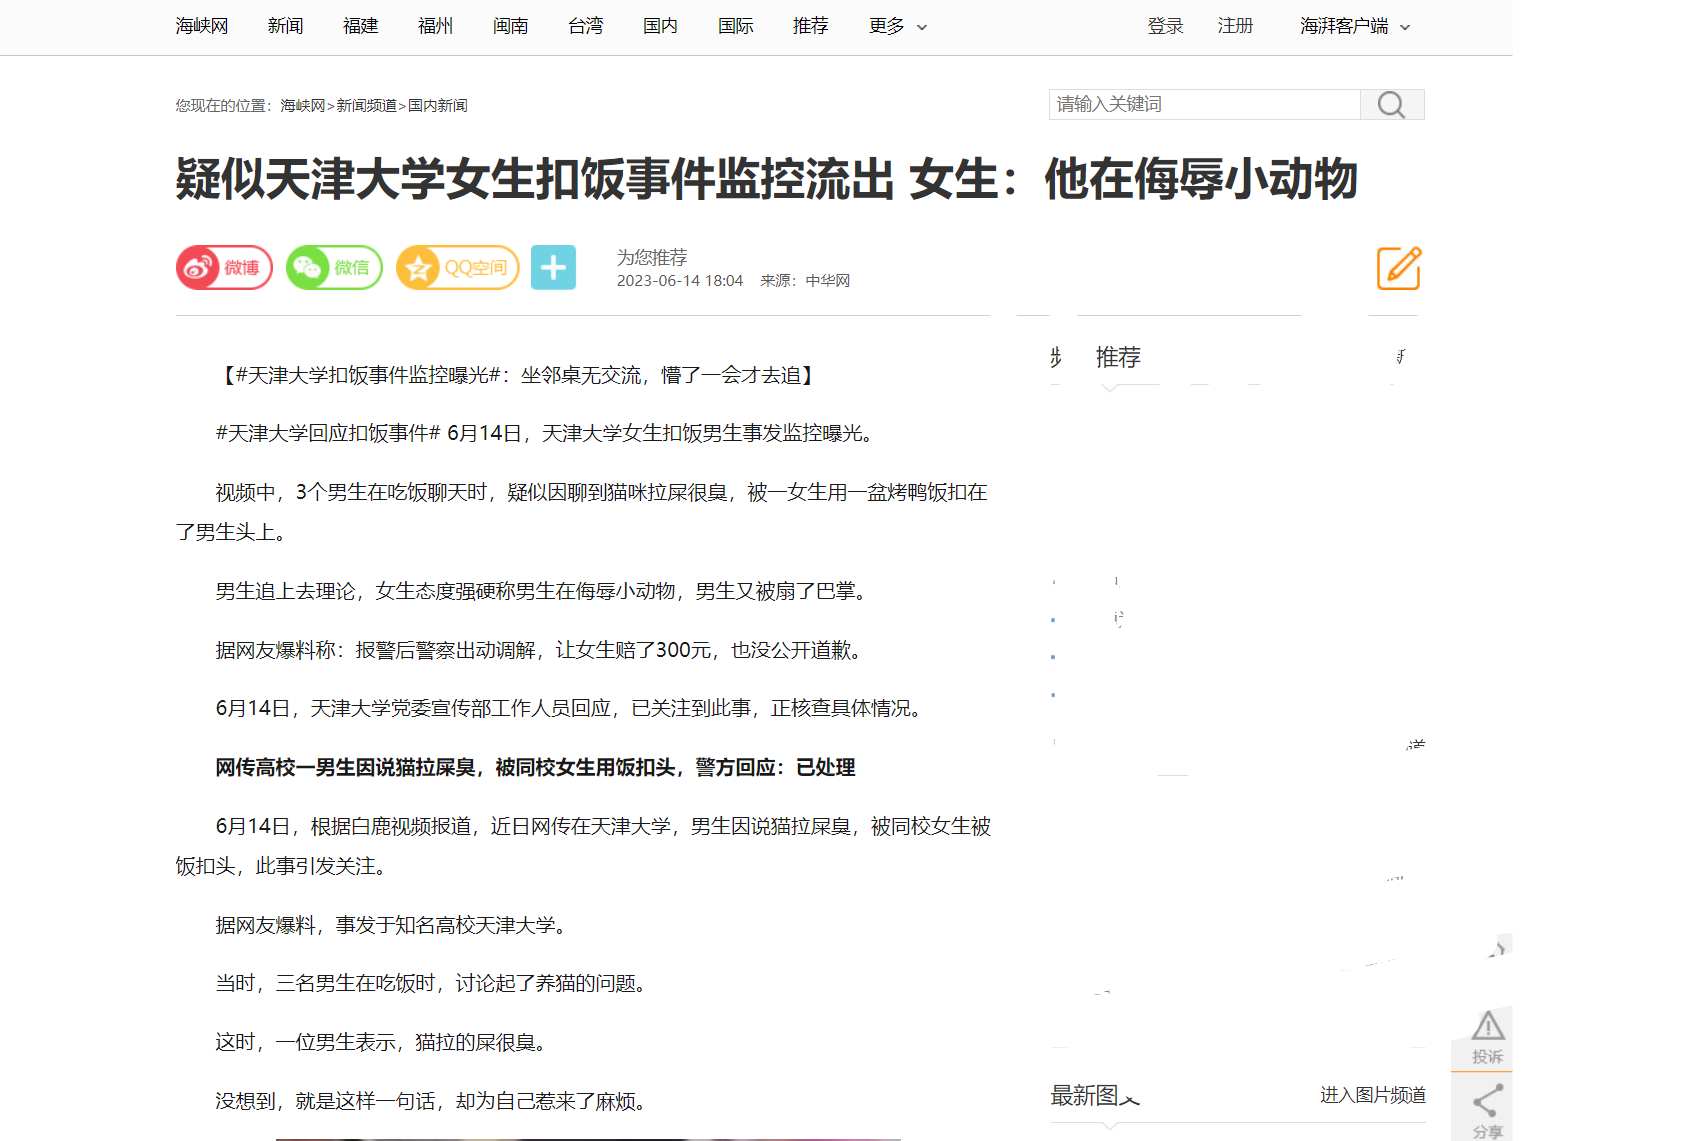 海峡网 新闻 福建 福州 闽南 台湾 国内 国际 推荐 更多 登录 注册 海湃客户端
您现在的位置：海峡网>新闻频道>国内新闻 请输入关键词
疑似天津大学女生扣饭事件监控流出 女生：他在侮辱小动物
微博 微信 QQ空间 为您推荐
2023-06-14 18:04 来源：中华网
推荐
【#天津大学扣饭事件监控曝光#：坐邻桌无交流，懵了一会才去追】
#天津大学回应扣饭事件# 6月14日，天津大学女生扣饭男生事发监控曝光。
视频中，3个男生在吃饭聊天时，疑似因聊到猫咪拉屎很臭，被一女生用一盆烤鸭饭扣在
了男生头上。
男生追上去理论，女生态度强硬称男生在侮辱小动物，男生又被扇了巴掌。
据网友爆料称：报警后警察出动调解，让女生赔了300元，也没公开道歉。
6月14日，天津大学党委宣传部工作人员回应，已关注到此事，正核查具体情况。
网传高校一男生因说猫拉屎臭，被同校女生用饭扣头，警方回应：已处理
6月14日，根据白鹿视频报道，近日网传在天津大学，男生因说猫拉屎臭，被同校女生被
饭扣头，此事引发关注。
据网友爆料，事发于知名高校天津大学。
当时，三名男生在吃饭时，讨论起了养猫的问题。
这时，一位男生表示，猫拉的屎很臭。
没想到，就是这样一句话，却为自己惹来了麻烦。
最新图 进入图片频道
投诉
分享